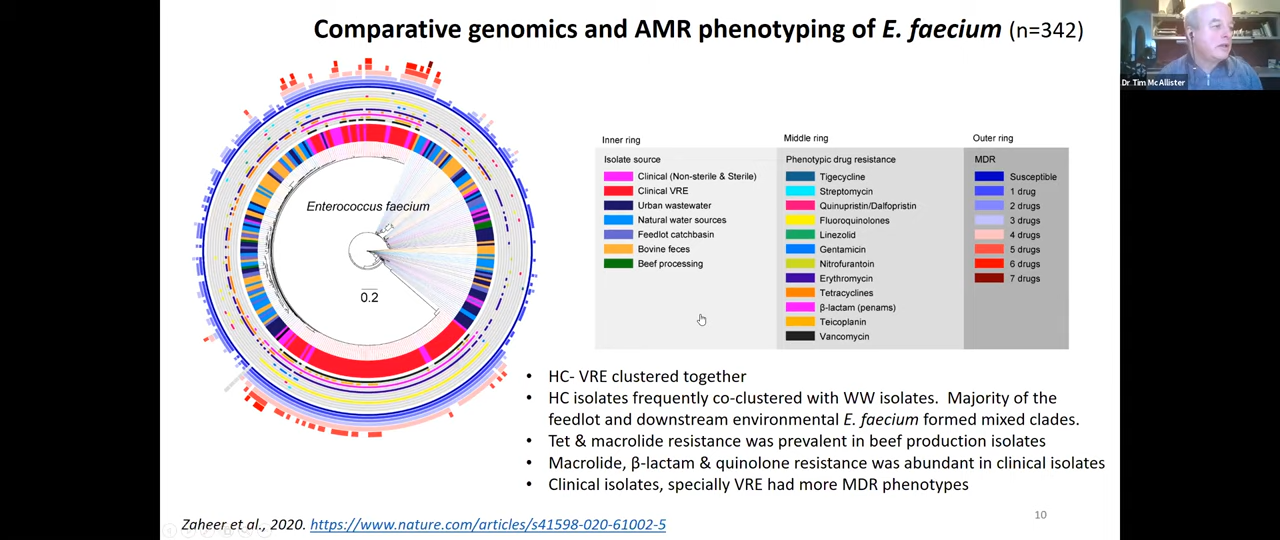 Comparative genomics and AMR phenotyping of E. faecium (n=342)
Dr Tim McAllister
Enterococcus faecium
0.2
Inner ring
Isolate source
Clinical (Non-sterile & Sterile)
Clinical VRE
Urban wastewater
Natural water sources
Feedlot catchbasin
Bovine feces
Beef processing
Middle ring
Phenotypic drug resistance
Tigecycline
Streptomycin
Quinupristin/Dalfopristin
Fluoroquinolones
Linezolid
Gentamicin
Nitrofurantoin
Erythromycin
Tetracyclines
β-lactam (penams)
Teicoplanin
Vancomycin
Outer ring
MDR
Susceptible
1 drug
2 drugs
3 drugs
4 drugs
5 drugs
6 drugs
7 drugs
• HC- VRE clustered together
• HC isolates frequently co-clustered with WW isolates. Majority of the
feedlot and downstream environmental E. faecium formed mixed clades.
• Tet & macrolide resistance was prevalent in beef production isolates
• Macrolide, β-lactam & quinolone resistance was abundant in clinical isolates
• Clinical isolates, specially VRE had more MDR phenotypes
Zaheer et al., 2020. https://www.nature.com/articles/s41598-020-61002-5
10